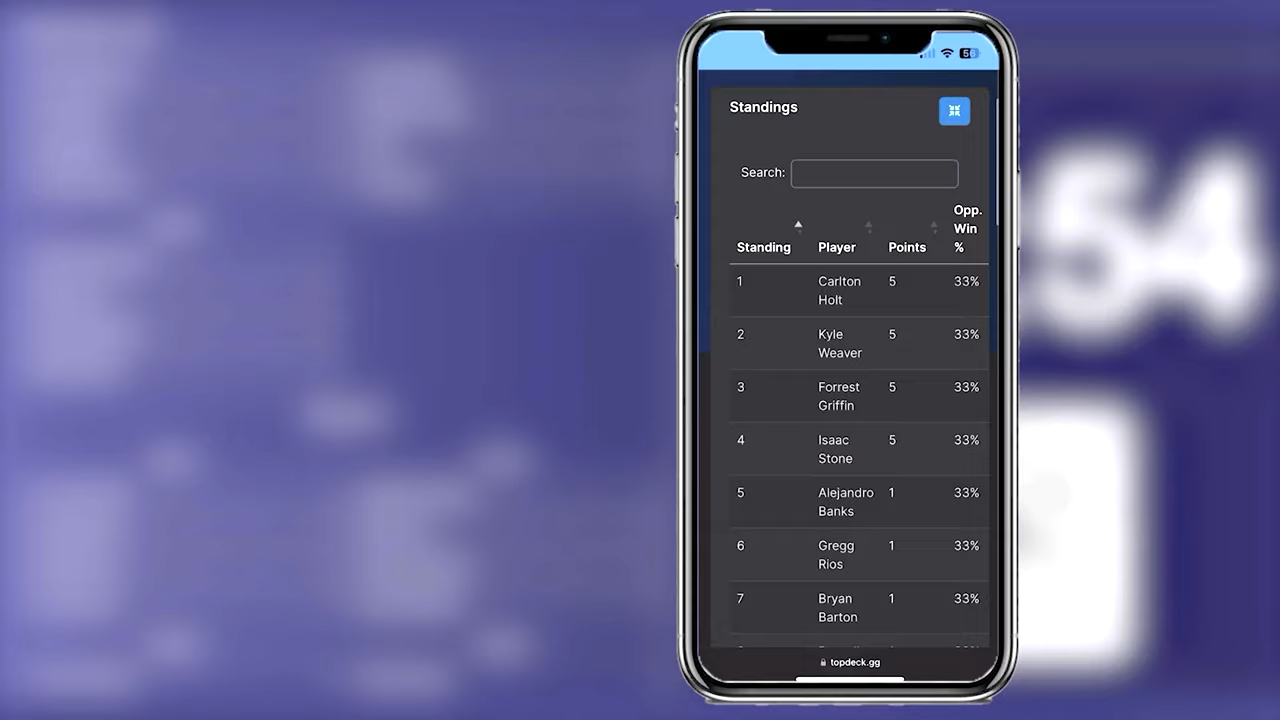 56
Standings
Search:
Standing Player Points Opp. Win %
1 Carlton Holt 5 33%
2 Kyle Weaver 5 33%
3 Forrest Griffin 5 33%
4 Isaac Stone 5 33%
5 Alejandro Banks 1 33%
6 Gregg Rios 1 33%
7 Bryan Barton 1 33%
topdeck.gg
54